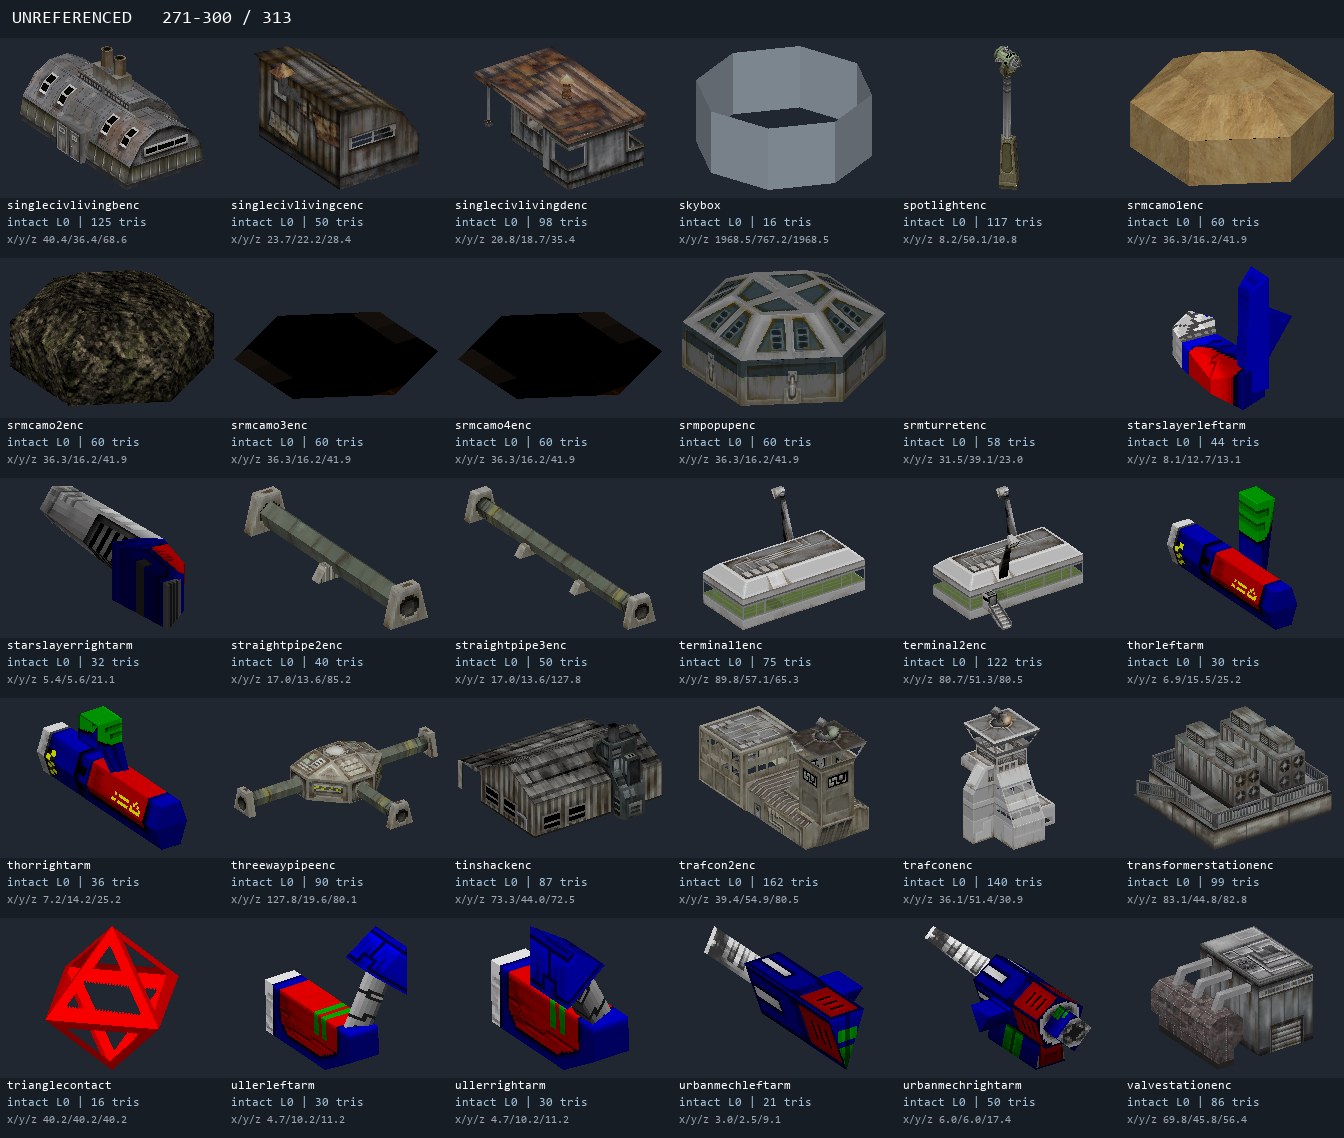 UNREFERENCED 271-300 / 313
singlecivlivingbenc
intact L0 | 125 tris
x/y/z 40.4/36.4/68.6
singlecivlivingcenc
intact L0 | 50 tris
x/y/z 23.7/22.2/28.4
singlecivlivingdenc
intact L0 | 98 tris
x/y/z 20.8/18.7/35.4
skybox
intact L0 | 16 tris
x/y/z 1968.5/767.2/1968.5
spotlightenc
intact L0 | 117 tris
x/y/z 8.2/50.1/10.8
srmcamo1enc
intact L0 | 60 tris
x/y/z 36.3/16.2/41.9
srmcamo2enc
intact L0 | 60 tris
x/y/z 36.3/16.2/41.9
srmcamo3enc
intact L0 | 60 tris
x/y/z 36.3/16.2/41.9
srmcamo4enc
intact L0 | 60 tris
x/y/z 36.3/16.2/41.9
srmpopupenc
intact L0 | 60 tris
x/y/z 36.3/16.2/41.9
srmturretenc
intact L0 | 58 tris
x/y/z 31.5/39.1/23.0
starslayerleftarm
intact L0 | 44 tris
x/y/z 8.1/12.7/13.1
starslayerrightarm
intact L0 | 32 tris
x/y/z 5.4/5.6/21.1
straightpipe2enc
intact L0 | 40 tris
x/y/z 17.0/13.6/85.2
straightpipe3enc
intact L0 | 50 tris
x/y/z 17.0/13.6/127.8
terminal1enc
intact L0 | 75 tris
x/y/z 89.8/57.1/65.3
terminal2enc
intact L0 | 122 tris
x/y/z 80.7/51.3/80.5
thorleftarm
intact L0 | 30 tris
x/y/z 6.9/15.5/25.2
thorrightarm
intact L0 | 36 tris
x/y/z 7.2/14.2/25.2
threewaypipeenc
intact L0 | 90 tris
x/y/z 127.8/19.6/80.1
tinshackenc
intact L0 | 87 tris
x/y/z 73.3/44.0/72.5
trafcon2enc
intact L0 | 162 tris
x/y/z 39.4/54.9/80.5
trafconenc
intact L0 | 140 tris
x/y/z 36.1/51.4/30.9
transformerstationenc
intact L0 | 99 tris
x/y/z 83.1/44.8/82.8
trianglecontact
intact L0 | 16 tris
x/y/z 40.2/40.2/40.2
ullerleftarm
intact L0 | 30 tris
x/y/z 4.7/10.2/11.2
ullerrightarm
intact L0 | 30 tris
x/y/z 4.7/10.2/11.2
urbanmechleftarm
intact L0 | 21 tris
x/y/z 3.0/2.5/9.1
urbanmechrightarm
intact L0 | 50 tris
x/y/z 6.0/6.0/17.4
valvestationenc
intact L0 | 86 tris
x/y/z 69.8/45.8/56.4